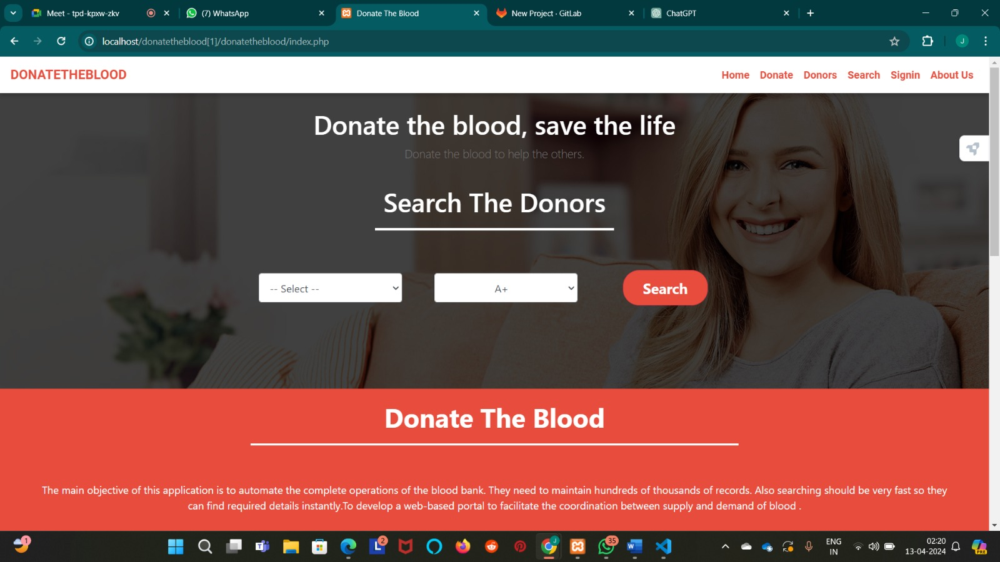 Meet - tpd-kpxw-zkv
(7) WhatsApp
Donate The Blood
New Project · GitLab
ChatGPT
localhost/donatetheblood[1]/donatetheblood/index.php
J
DONATETHEBLOOD
Home Donate Donors Search Signin About Us
Donate the blood, save the life
Donate the blood to help the others.
Search The Donors
-- Select --
A+
Search
Donate The Blood
The main objective of this application is to automate the complete operations of the blood bank. They need to maintain hundreds of thousands of records. Also searching should be very fast so they
can find required details instantly.To develop a web-based portal to facilitate the coordination between supply and demand of blood .
1
T
L
2
J
35
W
ENG
IN
02:20
13-04-2024
PRE